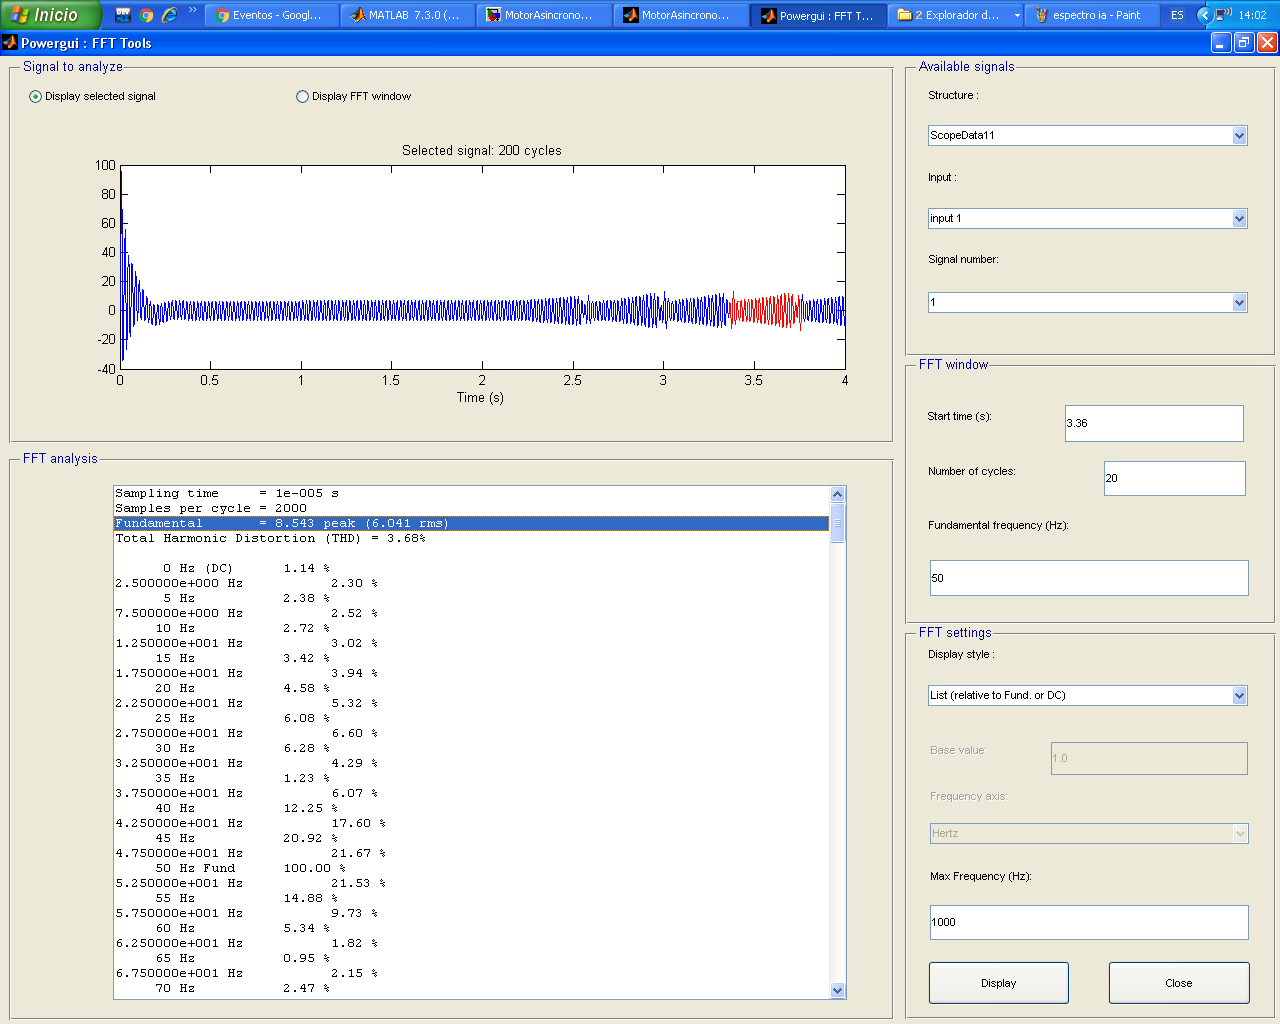 Inicio
Eventos - Googl...
MATLAB 7.3.0 (...
MotorAsincrono...
MotorAsincrono...
Powergui : FFT T...
2 Explorador d...
espectro ia - Paint
ES
14:02
Powergui : FFT Tools
Signal to analyze
Display selected signal
Display FFT window
Selected signal: 200 cycles
100
80
60
40
20
0
-20
-40
0
0.5
1
1.5
2
2.5
3
3.5
4
Time (s)
FFT analysis
Sampling time = 1e-005 s
Samples per cycle = 2000
Fundamental = 8.543 peak (6.041 rms)
Total Harmonic Distortion (THD) = 3.68%
0 Hz (DC) 1.14 %
2.500000e+000 Hz 2.30 %
5 Hz 2.38 %
7.500000e+000 Hz 2.52 %
10 Hz 2.72 %
1.250000e+001 Hz 3.02 %
15 Hz 3.42 %
1.750000e+001 Hz 3.94 %
20 Hz 4.58 %
2.250000e+001 Hz 5.32 %
25 Hz 6.08 %
2.750000e+001 Hz 6.60 %
30 Hz 6.28 %
3.250000e+001 Hz 4.29 %
35 Hz 1.23 %
3.750000e+001 Hz 6.07 %
40 Hz 12.25 %
4.250000e+001 Hz 17.60 %
45 Hz 20.92 %
4.750000e+001 Hz 21.67 %
50 Hz Fund 100.00 %
5.250000e+001 Hz 21.53 %
55 Hz 14.88 %
5.750000e+001 Hz 9.73 %
60 Hz 5.34 %
6.250000e+001 Hz 1.82 %
65 Hz 0.95 %
6.750000e+001 Hz 2.15 %
70 Hz 2.47 %
Available signals
Structure :
ScopeData11
Input :
input 1
Signal number:
1
FFT window
Start time (s):
3.36
Number of cycles:
20
Fundamental frequency (Hz):
50
FFT settings
Display style :
List (relative to Fund. or DC)
Base value:
1.0
Frequency axis:
Hertz
Max Frequency (Hz):
1000
Display
Close